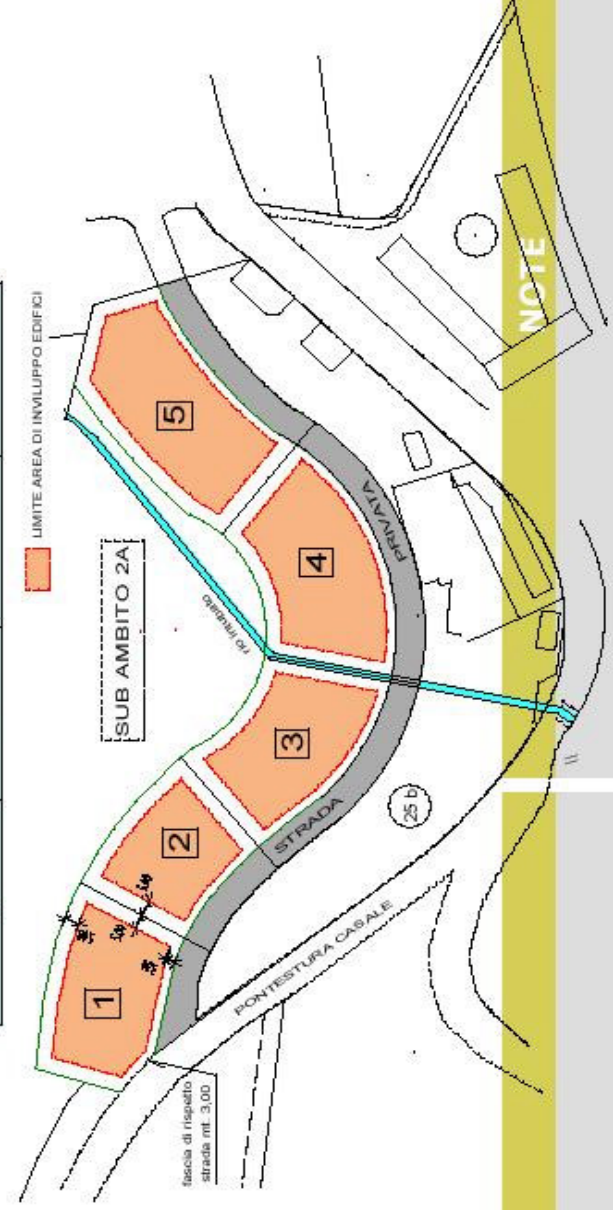 LIMITE AREA DI INVILUPPO EDIFICI
SUB AMBITO 2A
rio intubato
5
4
3
2
1
STRADA
PRIVATA
25 b
PONTESTURA CASALE
fascia di rispetto
strada mt. 3,00
NOTE